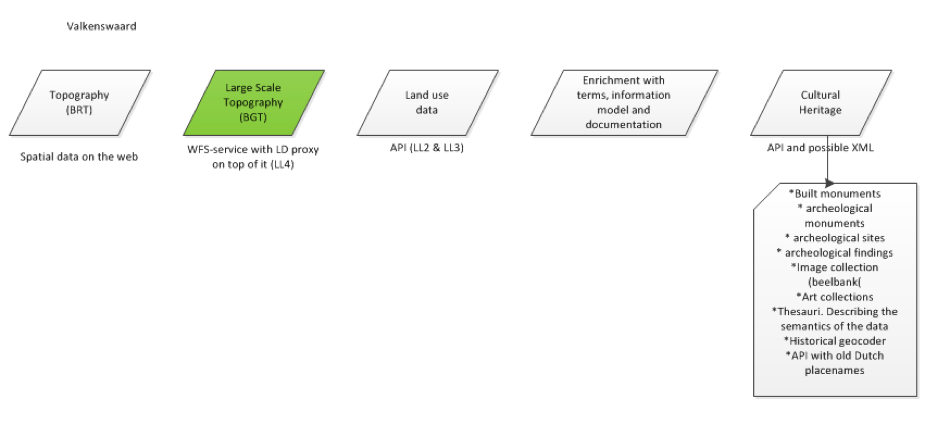 Valkenswaard
Topography
(BRT)
Spatial data on the web
Large Scale
Topography
(BGT)
WFS-service with LD proxy
on top of it (LL4)
Land use
data
API (LL2 & LL3)
Enrichment with
terms, information
model and
documentation
Cultural
Heritage
API and possible XML
*Built monuments
* archeological
monuments
* archeological sites
* archeological findings
*Image collection
(beelbank(
*Art collections
*Thesauri. Describing the
semantics of the data
*Historical geocoder
*API with old Dutch
placenames